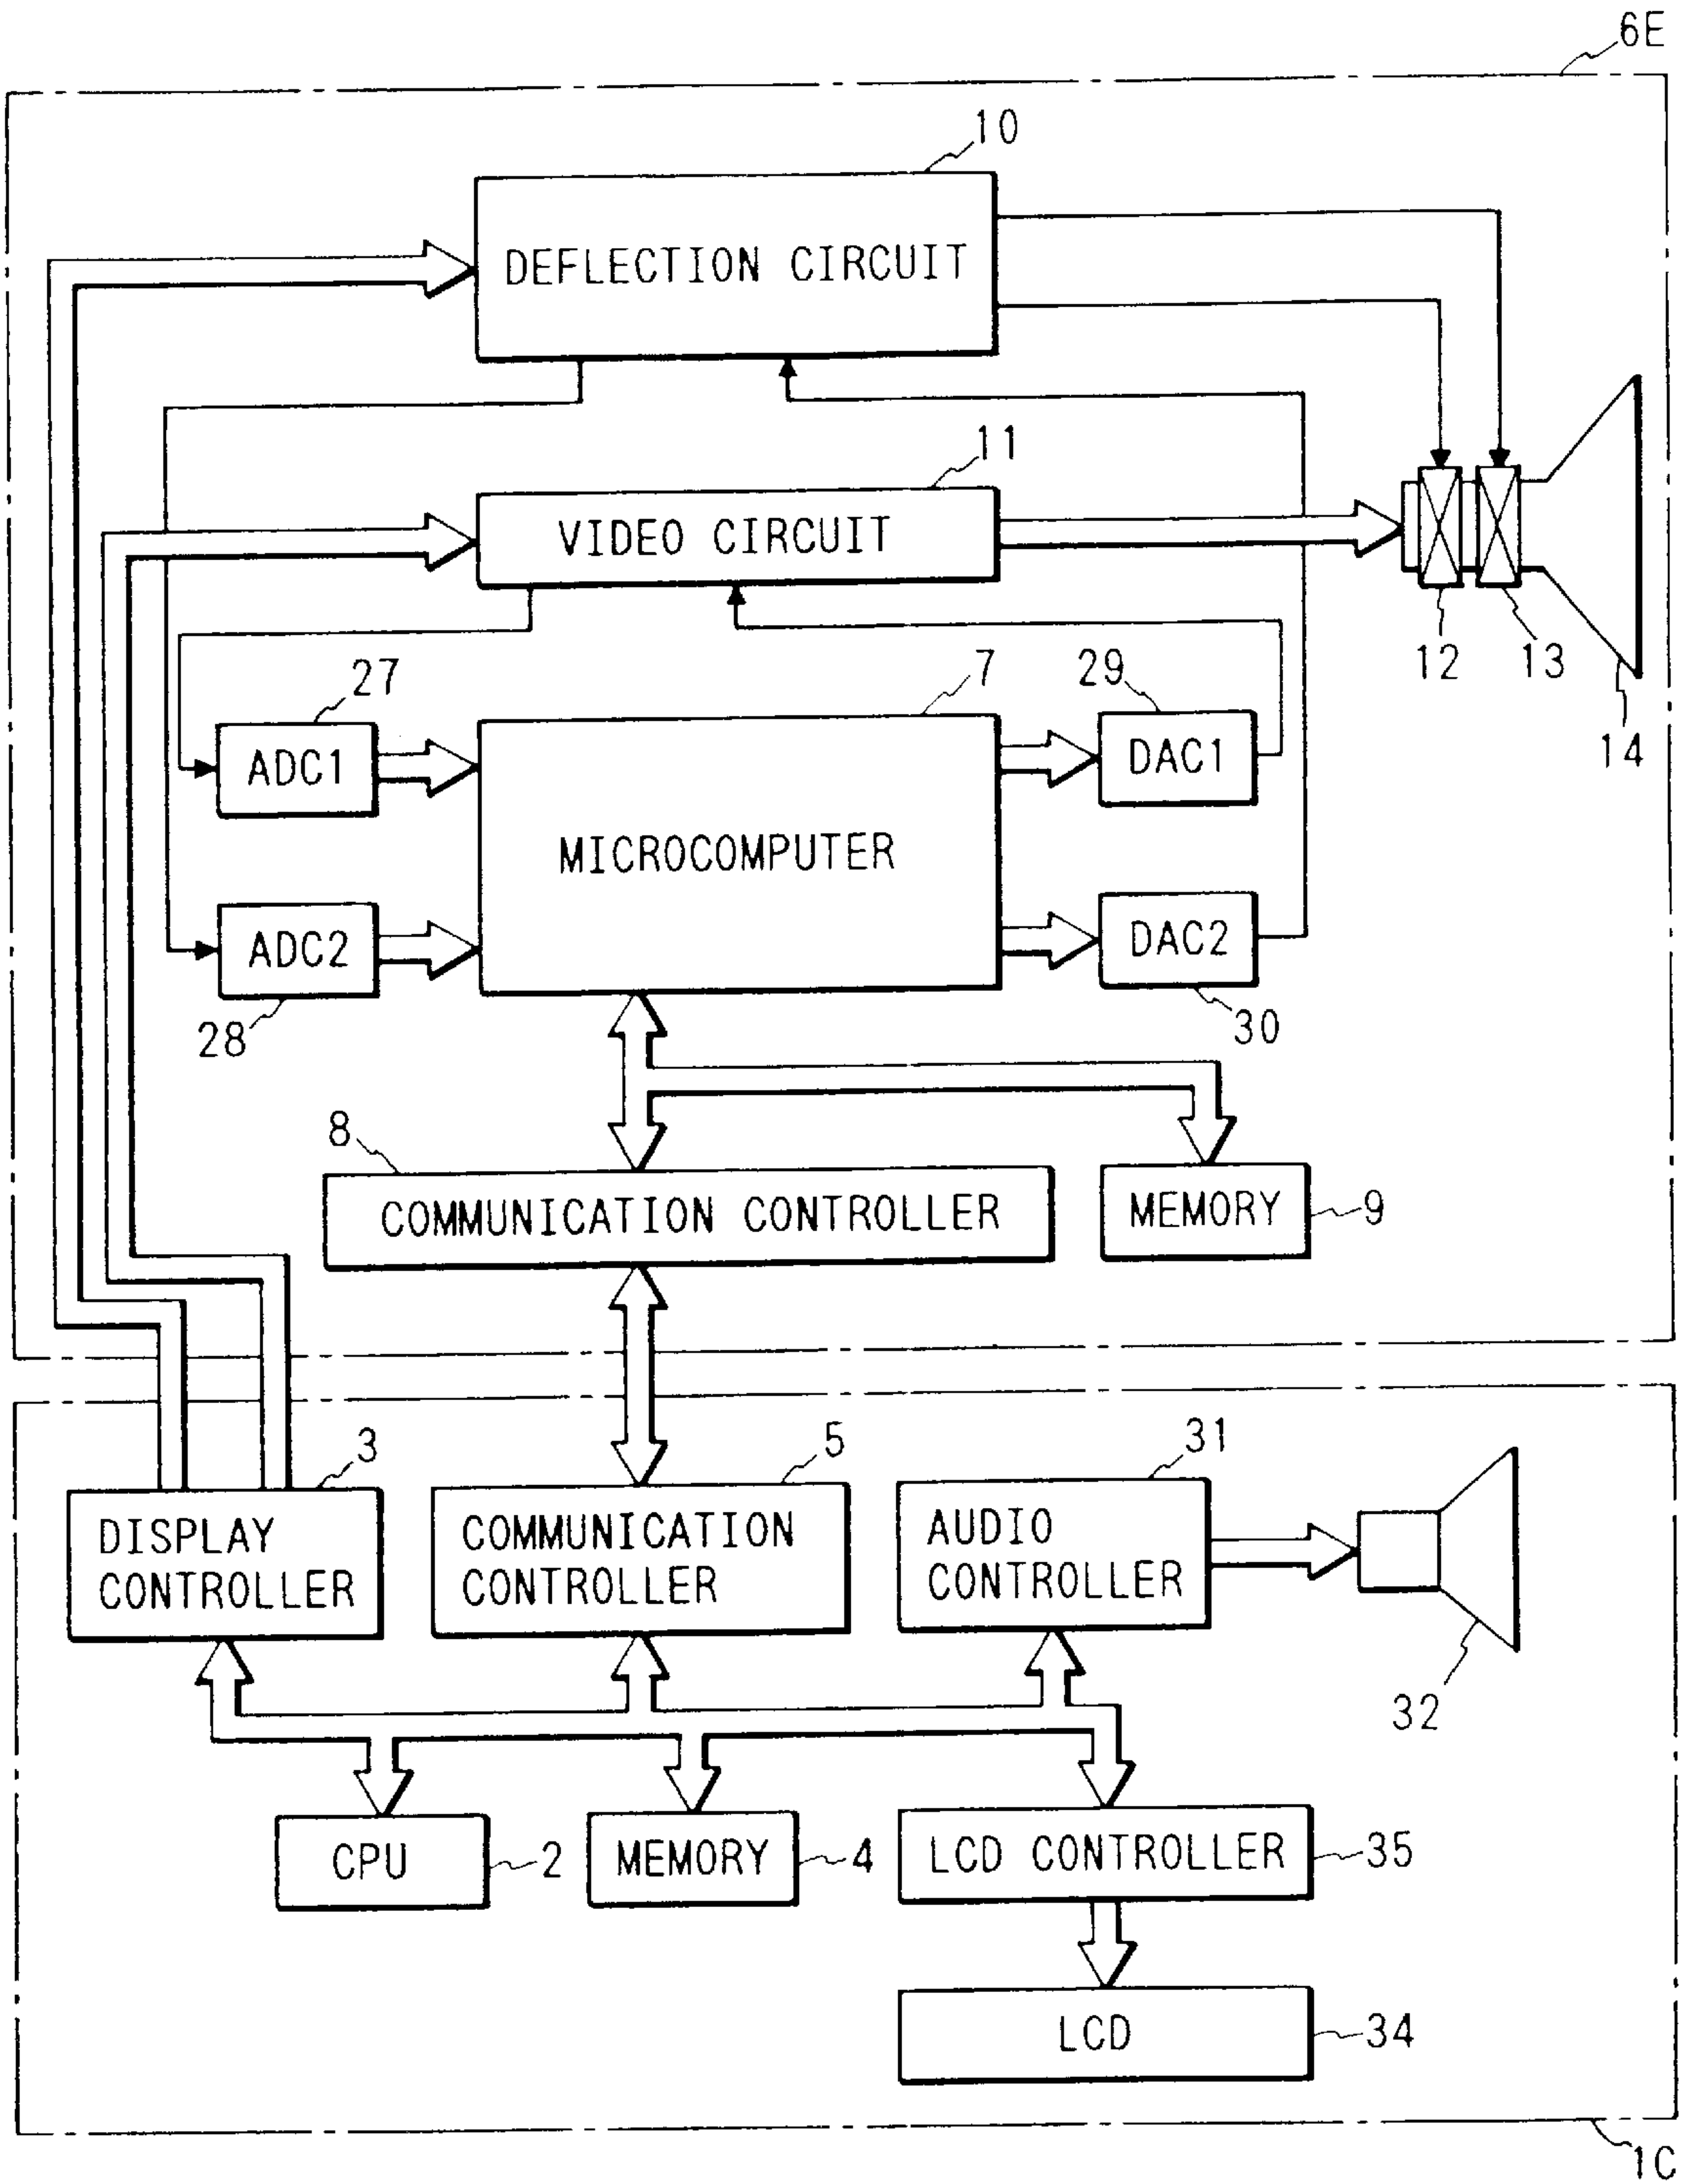 6E
10
DEFLECTION CIRCUIT
11
VIDEO CIRCUIT
12
13
14
27
7
29
ADC1
DAC1
MICROCOMPUTER
ADC2
DAC2
28
30
8
COMMUNICATION CONTROLLER
MEMORY
9
3
5
31
DISPLAY
CONTROLLER
COMMUNICATION
CONTROLLER
AUDIO
CONTROLLER
32
CPU
2
MEMORY
4
LCD CONTROLLER
35
LCD
34
1C